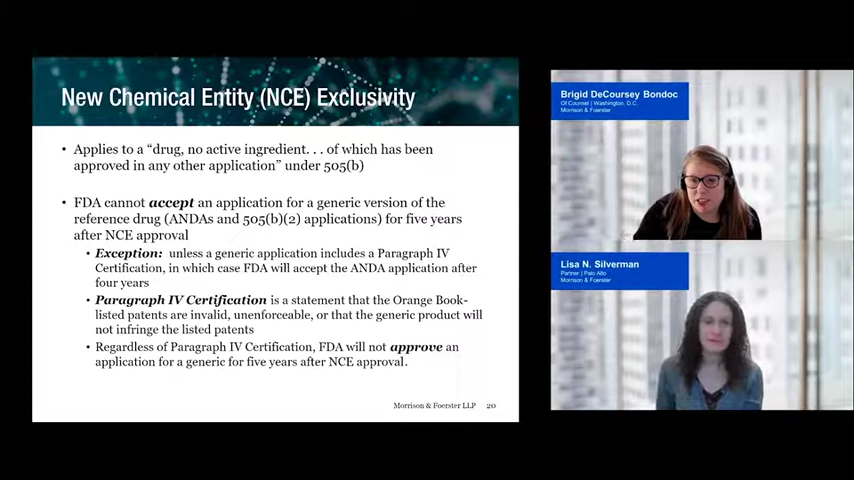 New Chemical Entity (NCE) Exclusivity
• Applies to a “drug, no active ingredient. . . of which has been
approved in any other application” under 505(b)
• FDA cannot accept an application for a generic version of the
reference drug (ANDAs and 505(b)(2) applications) for five years
after NCE approval
• Exception: unless a generic application includes a Paragraph IV
Certification, in which case FDA will accept the ANDA application after
four years
• Paragraph IV Certification is a statement that the Orange Book-
listed patents are invalid, unenforceable, or that the generic product will
not infringe the listed patents
• Regardless of Paragraph IV Certification, FDA will not approve an
application for a generic for five years after NCE approval.
Morrison & Foerster LLP 20
Brigid DeCoursey Bondoc
Of Counsel | Washington, D.C.
Morrison & Foerster
Lisa N. Silverman
Partner | Palo Alto
Morrison & Foerster